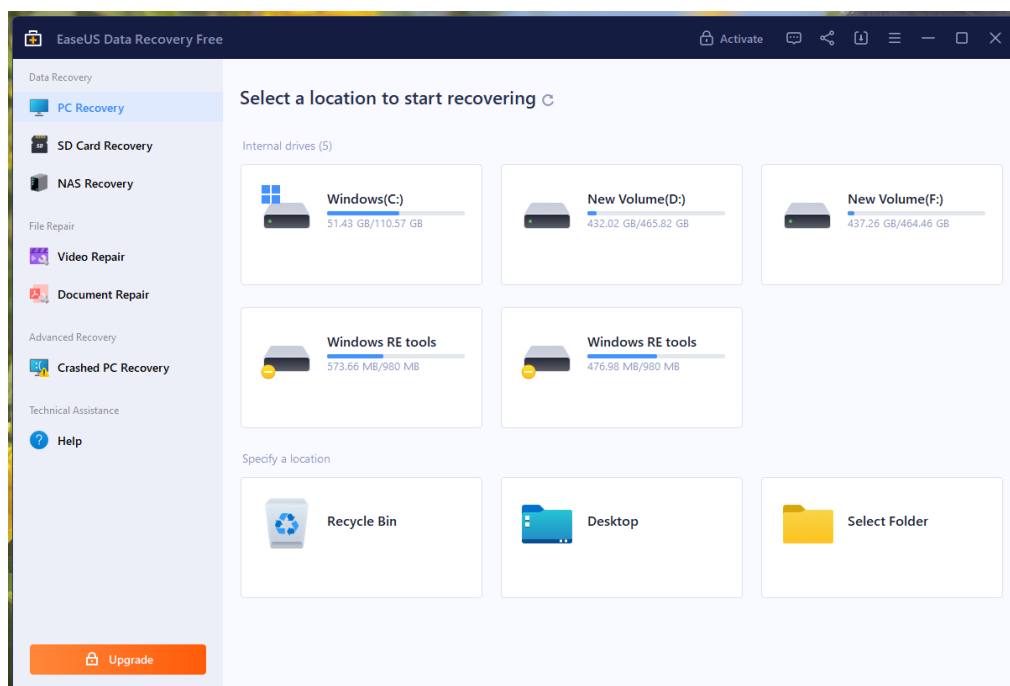 EaseUS Data Recovery Free
Activate
Data Recovery
PC Recovery
SD Card Recovery
NAS Recovery
File Repair
Video Repair
Document Repair
Advanced Recovery
Crashed PC Recovery
Technical Assistance
Help
Upgrade
Select a location to start recovering
Internal drives (5)
Windows(C:)
51.43 GB/110.57 GB
New Volume(D:)
432.02 GB/465.82 GB
New Volume(F:)
437.26 GB/464.46 GB
Windows RE tools
573.66 MB/980 MB
Windows RE tools
476.98 MB/980 MB
Specify a location
Recycle Bin
Desktop
Select Folder